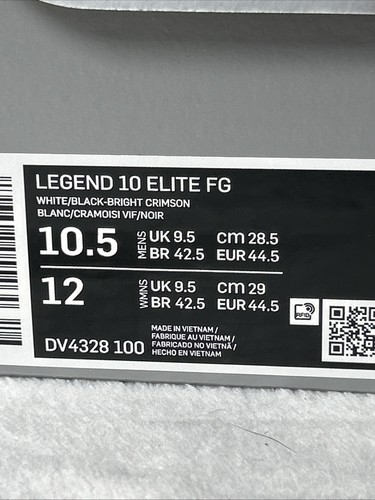 LEGEND 10 ELITE FG
WHITE/BLACK-BRIGHT CRIMSON
BLANC/CRAMOISI VIF/NOIR
10.5 MENS UK 9.5 cm 28.5
BR 42.5 EUR 44.5
12 WMNS UK 9.5 cm 29
BR 42.5 EUR 44.5
RFID
DV4328 100
MADE IN VIETNAM /
FABRIQUE AU VIETNAM /
FABRICADO NO VIETNÃ /
HECHO EN VIETNAM